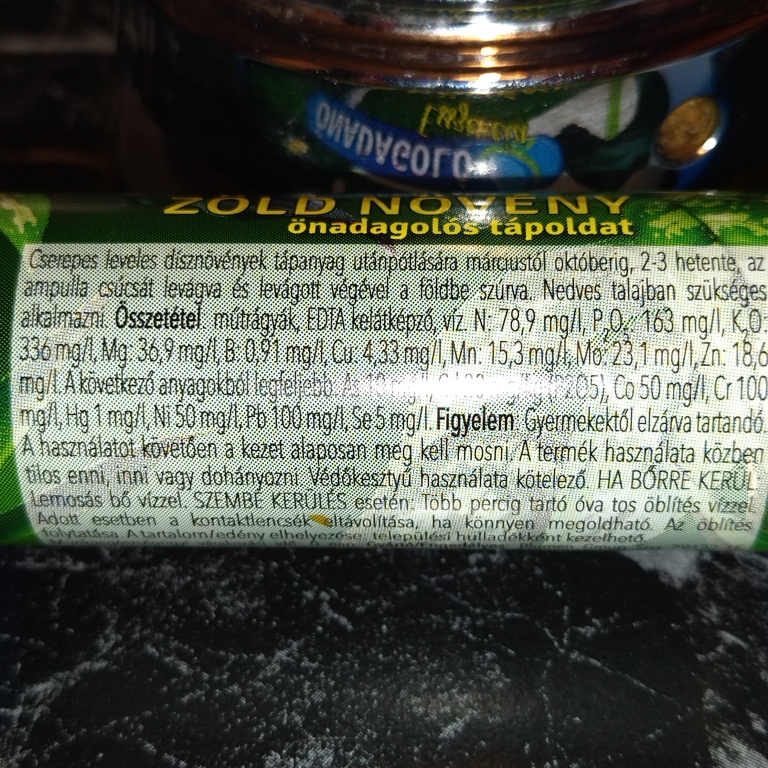 ÖNADAGOLÓ
ZÖLD NÖVÉNY
önadagolós tápoldat
Cserepes leveles dísznövények tápanyag utánpótlására márciustól októberig, 2-3 hetente, az
ampulla csúcsát levágva és levágott végével a földbe szúrva. Nedves talajban szükséges
alkalmazni. Összetétel: műtrágyák, EDTA kelátképző, víz. N: 78,9 mg/l, P₂O₅: 163 mg/l, K₂O:
336 mg/l, Mg: 36,9 mg/l, B: 0,91 mg/l, Cu: 4,33 mg/l, Mn: 15,3 mg/l, Mo: 23,1 mg/l, Zn: 18,6
mg/l. A következő anyagokból legfeljebb: As 10 mg/l, (P2O5), Co 50 mg/l, Cr 100
mg/l, Hg 1 mg/l, Ni 50 mg/l, Pb 100 mg/l, Se 5 mg/l. Figyelem: Gyermekektől elzárva tartandó.
A használatot követően a kezet alaposan meg kell mosni. A termék használata közben
tilos enni, inni vagy dohányozni. Védőkesztyű használata kötelező. HA BŐRRE KERÜL:
Lemosás bő vízzel. SZEMBE KERÜLÉS esetén: Több percig tartó óva tos öblítés vízzel.
Adott esetben a kontaktlencsék eltávolítása, ha könnyen megoldható. Az öblítés
folytatása. A tartalom/edény elhelyezése: települési hulladékként kezelhető.